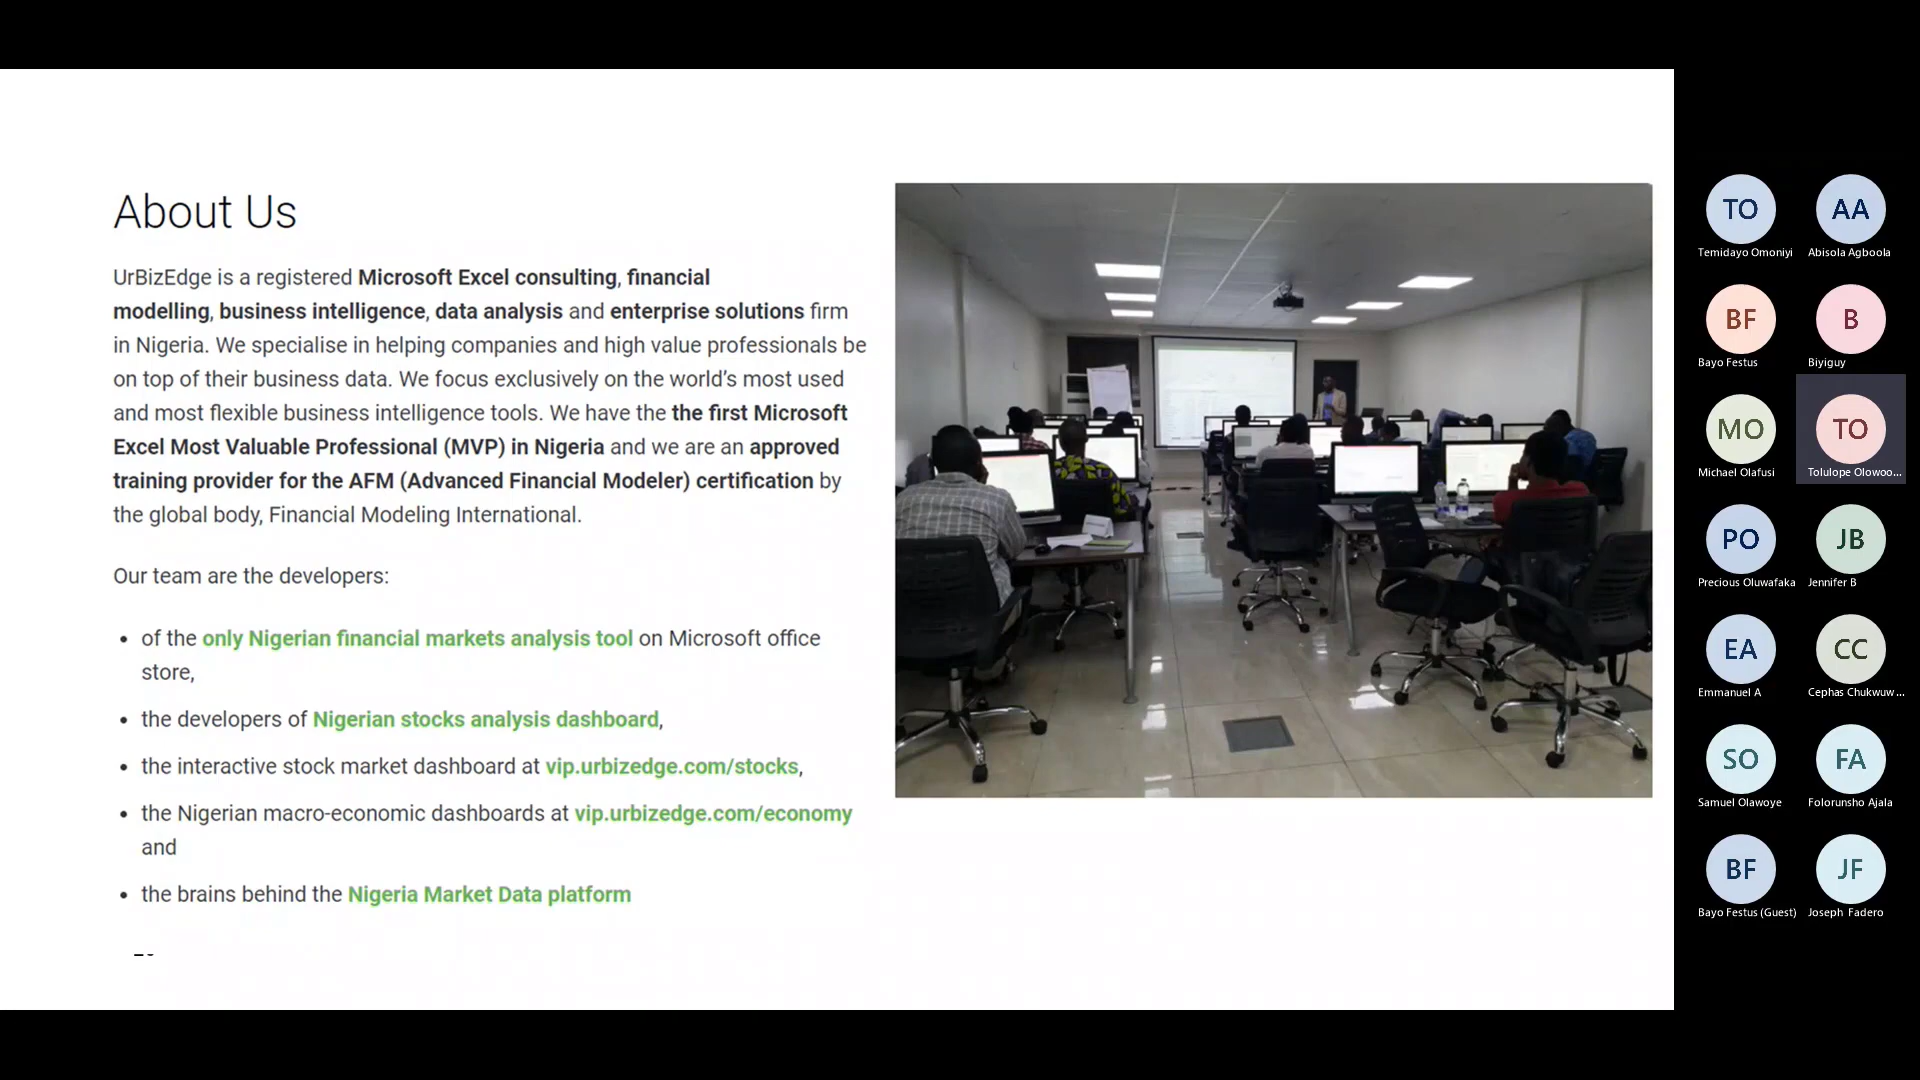 About Us
UrBizEdge is a registered Microsoft Excel consulting, financial
modelling, business intelligence, data analysis and enterprise solutions firm
in Nigeria. We specialise in helping companies and high value professionals be
on top of their business data. We focus exclusively on the world’s most used
and most flexible business intelligence tools. We have the the first Microsoft
Excel Most Valuable Professional (MVP) in Nigeria and we are an approved
training provider for the AFM (Advanced Financial Modeler) certification by
the global body, Financial Modeling International.
Our team are the developers:
• of the only Nigerian financial markets analysis tool on Microsoft office
store,
• the developers of Nigerian stocks analysis dashboard,
• the interactive stock market dashboard at vip.urbizedge.com/stocks,
• the Nigerian macro-economic dashboards at vip.urbizedge.com/economy
and
• the brains behind the Nigeria Market Data platform
TO AA
Temidayo Omoniyi Abisola Agboola
BF B
Bayo Festus Biyiguy
MO TO
Michael Olafusi Tolulope Olowoo...
PO JB
Precious Oluwafaka Jennifer B
EA CC
Emmanuel A Cephas Chukwuw...
SO FA
Samuel Olawoye Folorunsho Ajala
BF JF
Bayo Festus (Guest) Joseph Fadero